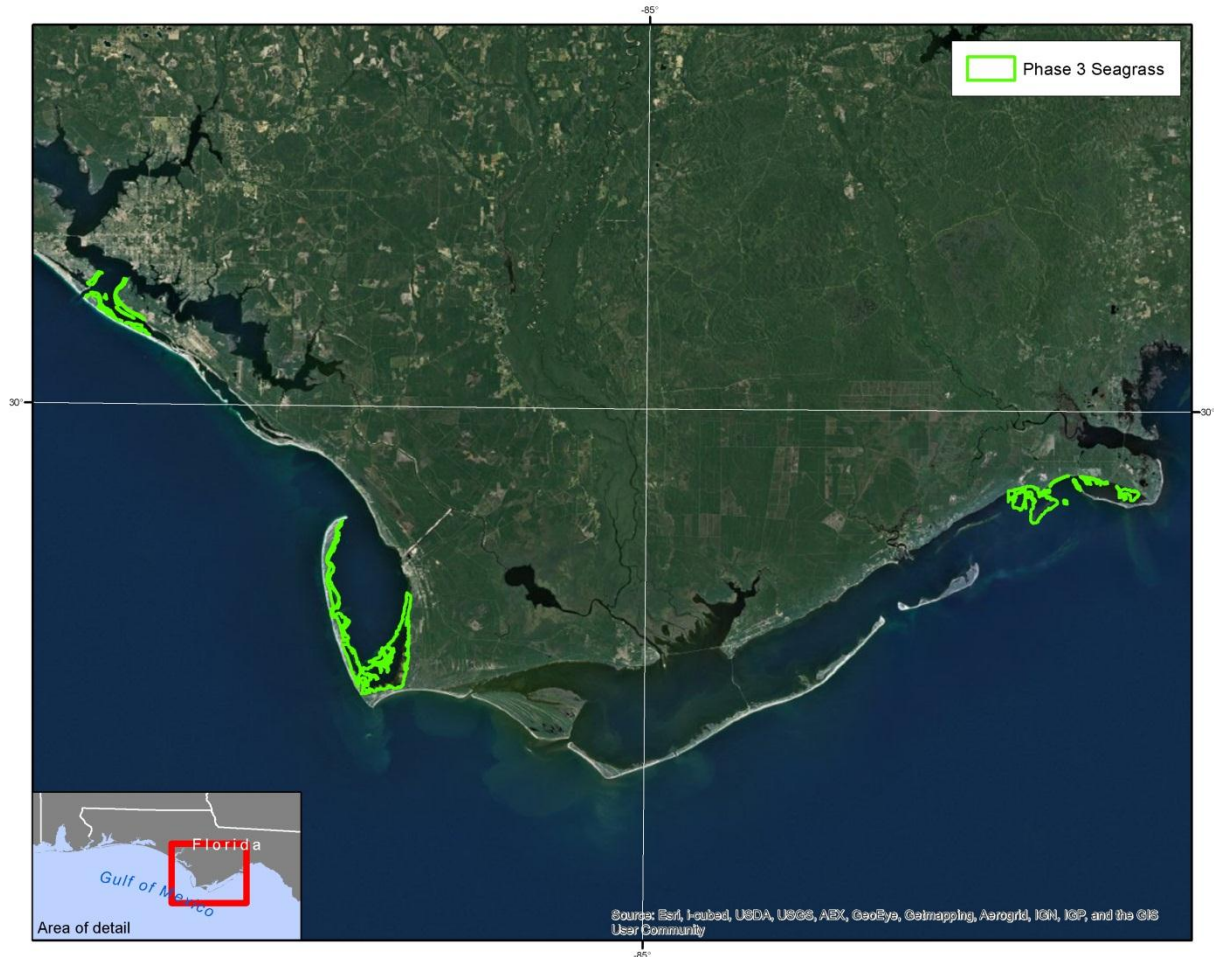 -85°
Phase 3 Seagrass
30°
30°
Florida
Gulf of Mexico
Area of detail
Source: Esri, i-cubed, USDA, USGS, AEX, GeoEye, Getmapping, Aerogrid, IGN, IGP, and the GIS
User Community
-85°